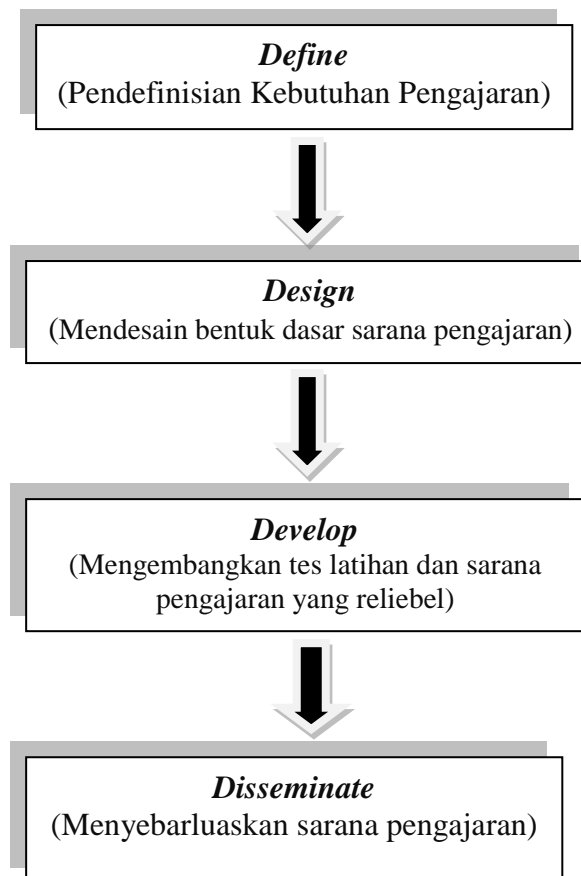 Define
(Pendefinisian Kebutuhan Pengajaran)
Design
(Mendesain bentuk dasar sarana pengajaran)
Develop
(Mengembangkan tes latihan dan sarana
pengajaran yang reliebel)
Disseminate
(Menyebarluaskan sarana pengajaran)